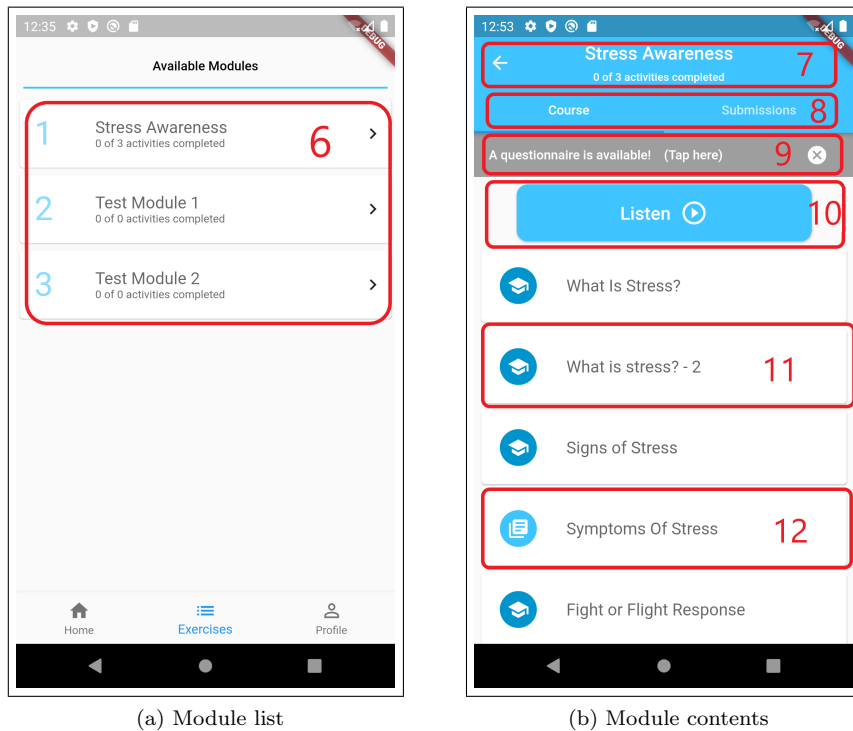 12:35
DEBUG
Available Modules
1
Stress Awareness
0 of 3 activities completed
6
2
Test Module 1
0 of 0 activities completed
3
Test Module 2
0 of 0 activities completed
Home
Exercises
Profile
(a) Module list
12:53
DEBUG
Stress Awareness
0 of 3 activities completed
7
Course
Submissions
8
A questionnaire is available! (Tap here)
9
Listen
10
What Is Stress?
What is stress? - 2
11
Signs of Stress
Symptoms Of Stress
12
Fight or Flight Response
(b) Module contents